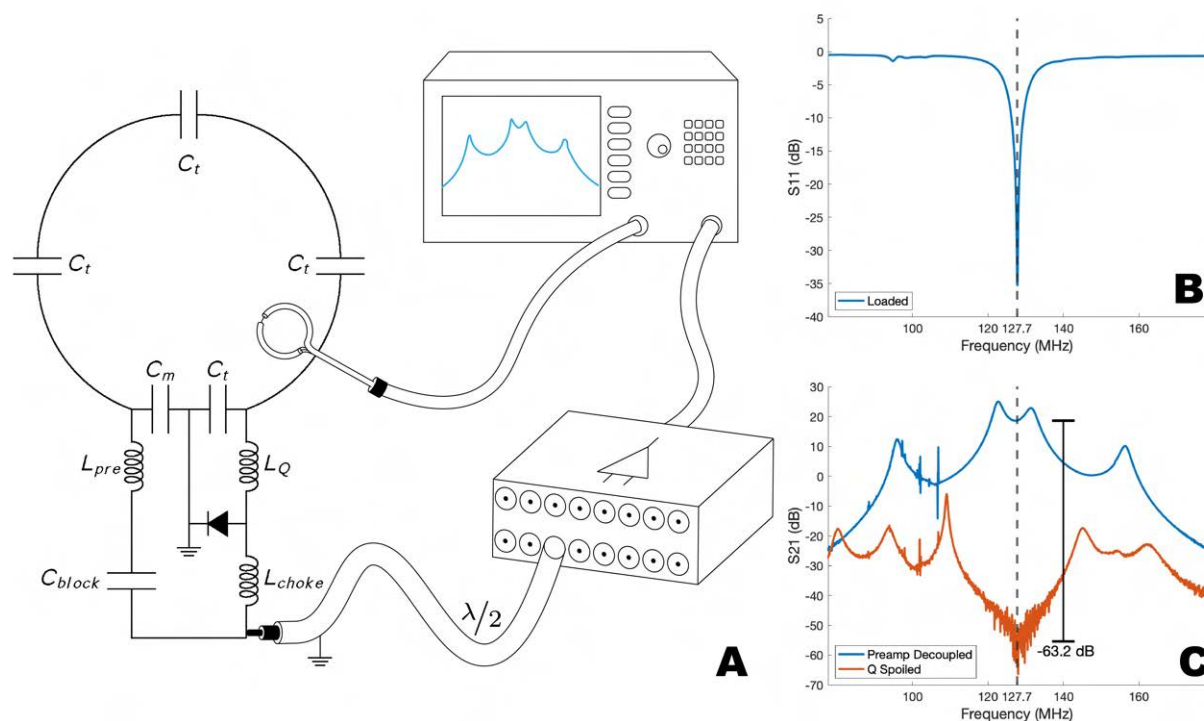 C_t
C_t
C_t
C_m
C_t
L_pre
L_Q
C_block
L_choke
λ/2
A
5
0
-5
-10
-15
-20
-25
-30
-35
-40
S11 (dB)
Loaded
100
120
127.7
140
160
Frequency (MHz)
B
30
20
10
0
-10
-20
-30
-40
-50
-60
-70
S21 (dB)
Preamp Decoupled
Q Spoiled
-63.2 dB
100
120
127.7
140
160
Frequency (MHz)
C